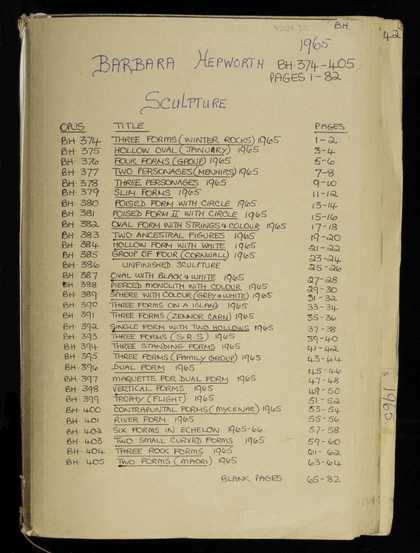 BH.
1965
'42
BARBARA HEPWORTH BH 374-405
PAGES 1-82
SCULPTURE
OPUS TITLE PAGES
BH 374 THREE FORMS (WINTER ROCKS) 1965 1-2
BH 375 HOLLOW OVAL (JANUARY) 1965 3-4
BH 376 FOUR FORMS (GROUP) 1965 5-6
BH 377 TWO PERSONAGES (MENHIRS) 1965 7-8
BH 378 THREE PERSONAGES 1965 9-10
BH 379 SLIM FORMS 1965 11-12
BH 380 POISED FORM WITH CIRCLE 1965 13-14
BH 381 POISED FORM II WITH CIRCLE 1965 15-16
BH 382 OVAL FORM WITH STRINGS & COLOUR 1965 17-18
BH 383 TWO ANCESTRAL FIGURES 1965 19-20
BH 384 HOLLOW FORM WITH WHITE 1965 21-22
BH 385 GROUP OF FOUR (CORNWALL) 1965 23-24
BH 386 UNFINISHED SCULPTURE 25-26
BH 387 OVAL WITH BLACK & WHITE 1965 27-28
BH 388 PIERCED MONOLITH WITH COLOUR 1965 29-30
BH 389 SPHERE WITH COLOUR (GREY & WHITE) 1965 31-32
BH 390 THREE FORMS ON A ISLAND 1965 33-34
BH 391 THREE FORMS (ZENNOR CARN) 1965 35-36
BH 392 SINGLE FORM WITH TWO HOLLOWS 1965 37-38
BH 393 THREE FORMS (S.R.S) 1965 39-40
BH 394 THREE STANDING FORMS 1965 41-42
BH 395 THREE FORMS (FAMILY GROUP) 1965 43-44
BH 396 DUAL FORM 1965 45-46
BH 397 MAQUETTE FOR DUAL FORM 1965 47-48
BH 398 VERTICAL FORMS 1965 49-50
BH 399 TROPHY (FLIGHT) 1965 51-52
BH 400 CONTRAPUNTAL FORMS (MYCENAE) 1965 53-54
BH 401 RIVER FORM 1965 55-56
BH 402 SIX FORMS IN ECHELON 1965-66 57-58
BH 403 TWO SMALL CURVED FORMS 1965 59-60
BH 404 THREE ROCK FORMS 1965 61-62
BH 405 TWO FORMS (MAORI) 1965 63-64
BLANK PAGES 65-82
1965